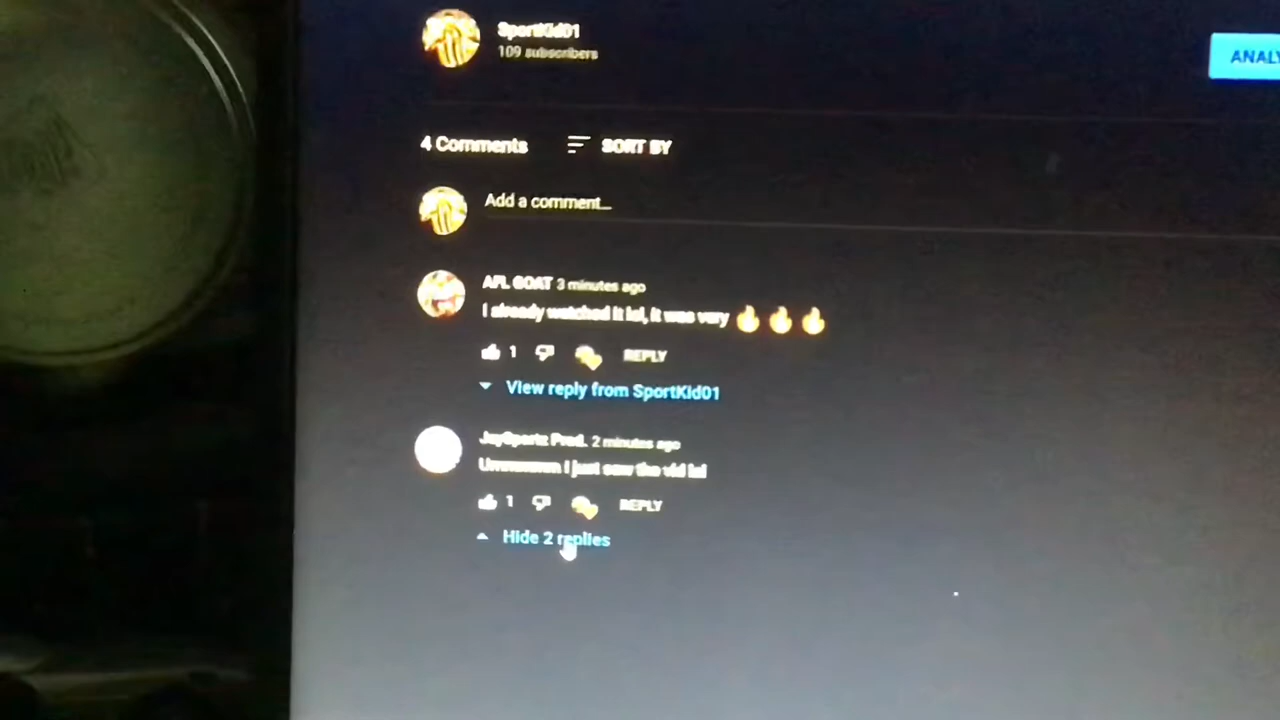 SportKid01
109 subscribers
ANALY
4 Comments SORT BY
Add a comment...
AFL GOAT 3 minutes ago
I already watched it lol, it was very 🔥 🔥 🔥
1 REPLY
View reply from SportKid01
JaySportz Prod. 2 minutes ago
I just saw the vid lol
1 REPLY
Hide 2 replies